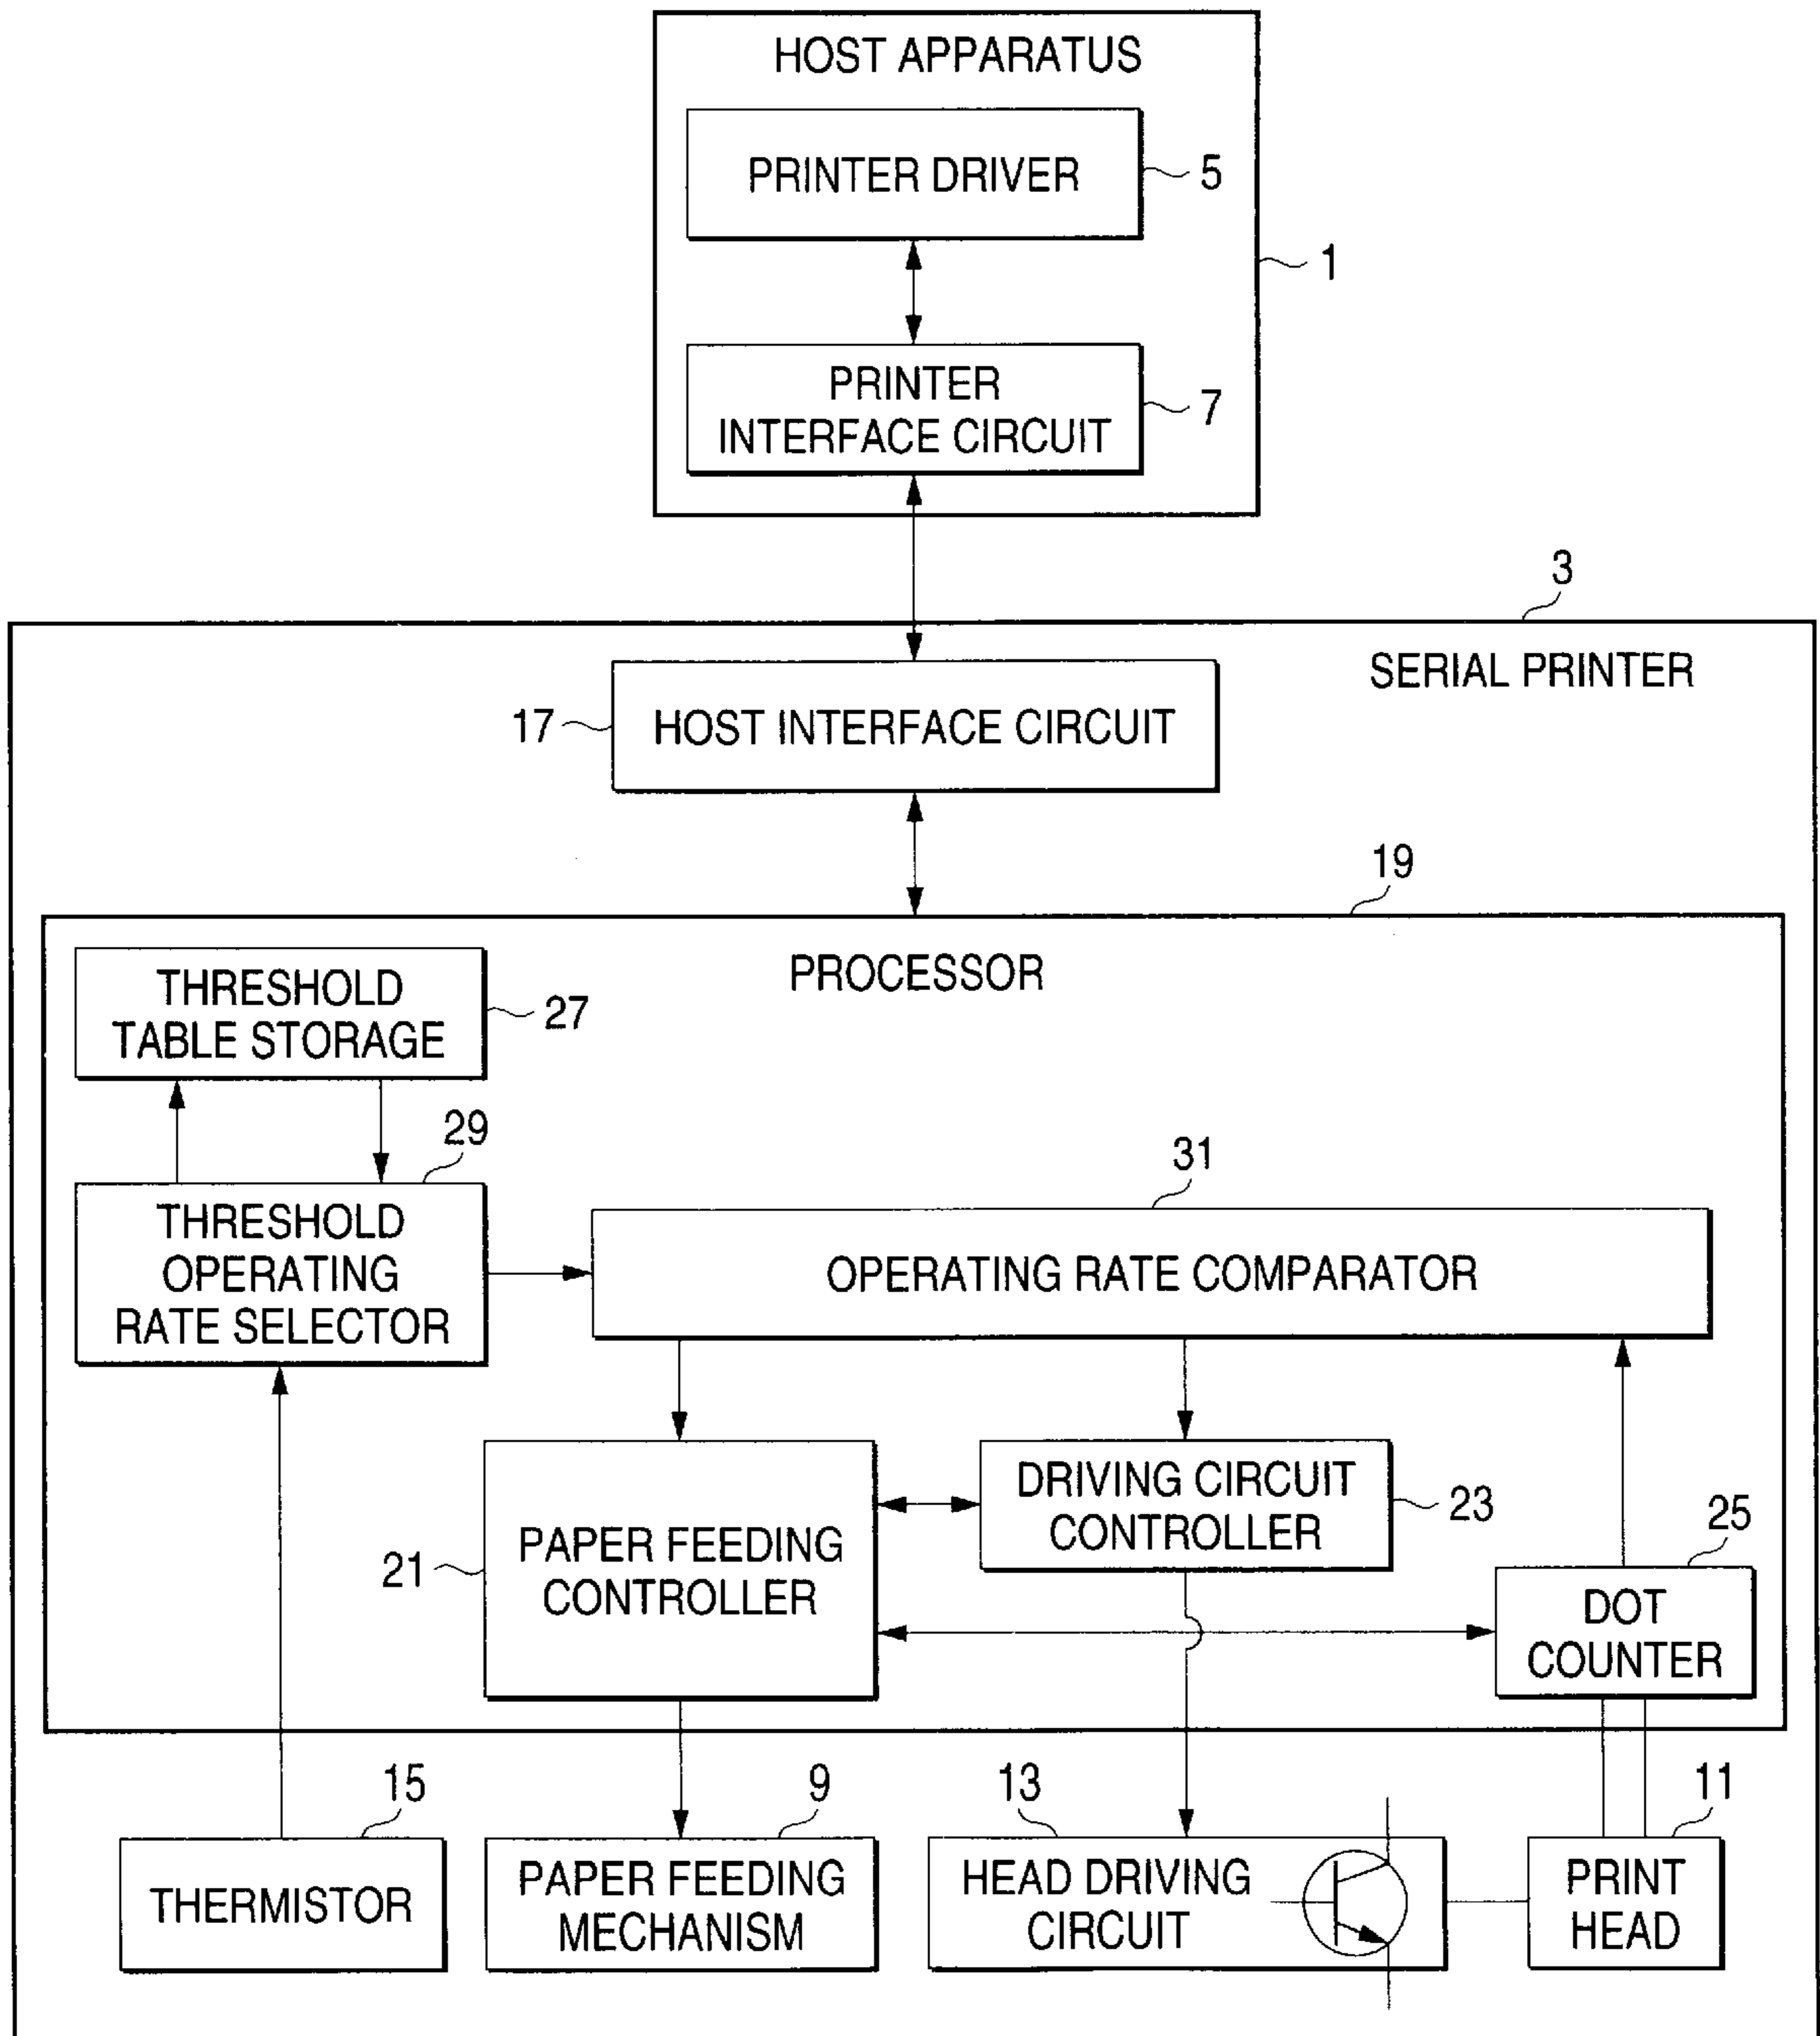 HOST APPARATUS
PRINTER DRIVER
5
1
PRINTER
INTERFACE CIRCUIT
7
3
SERIAL PRINTER
17
HOST INTERFACE CIRCUIT
19
PROCESSOR
THRESHOLD
TABLE STORAGE
27
29
THRESHOLD
OPERATING
RATE SELECTOR
31
OPERATING RATE COMPARATOR
21
PAPER FEEDING
CONTROLLER
DRIVING CIRCUIT
CONTROLLER
23
25
DOT
COUNTER
15
THERMISTOR
9
PAPER FEEDING
MECHANISM
13
HEAD DRIVING
CIRCUIT
11
PRINT
HEAD